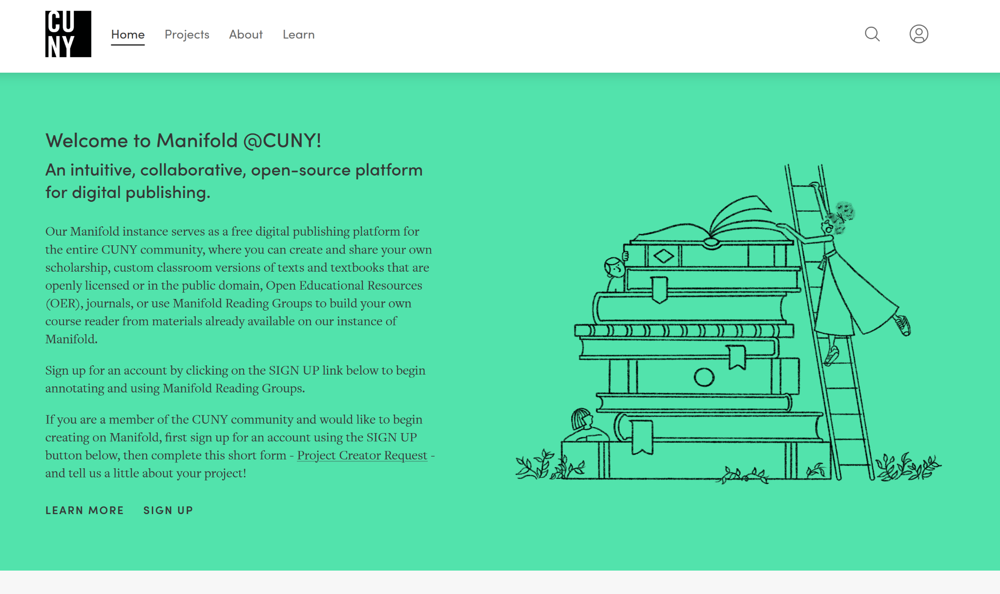 CU
NY
Home Projects About Learn
Welcome to Manifold @CUNY!
An intuitive, collaborative, open-source platform
for digital publishing.
Our Manifold instance serves as a free digital publishing platform for
the entire CUNY community, where you can create and share your own
scholarship, custom classroom versions of texts and textbooks that are
openly licensed or in the public domain, Open Educational Resources
(OER), journals, or use Manifold Reading Groups to build your own
course reader from materials already available on our instance of
Manifold.
Sign up for an account by clicking on the SIGN UP link below to begin
annotating and using Manifold Reading Groups.
If you are a member of the CUNY community and would like to begin
creating on Manifold, first sign up for an account using the SIGN UP
button below, then complete this short form - Project Creator Request -
and tell us a little about your project!
LEARN MORE SIGN UP